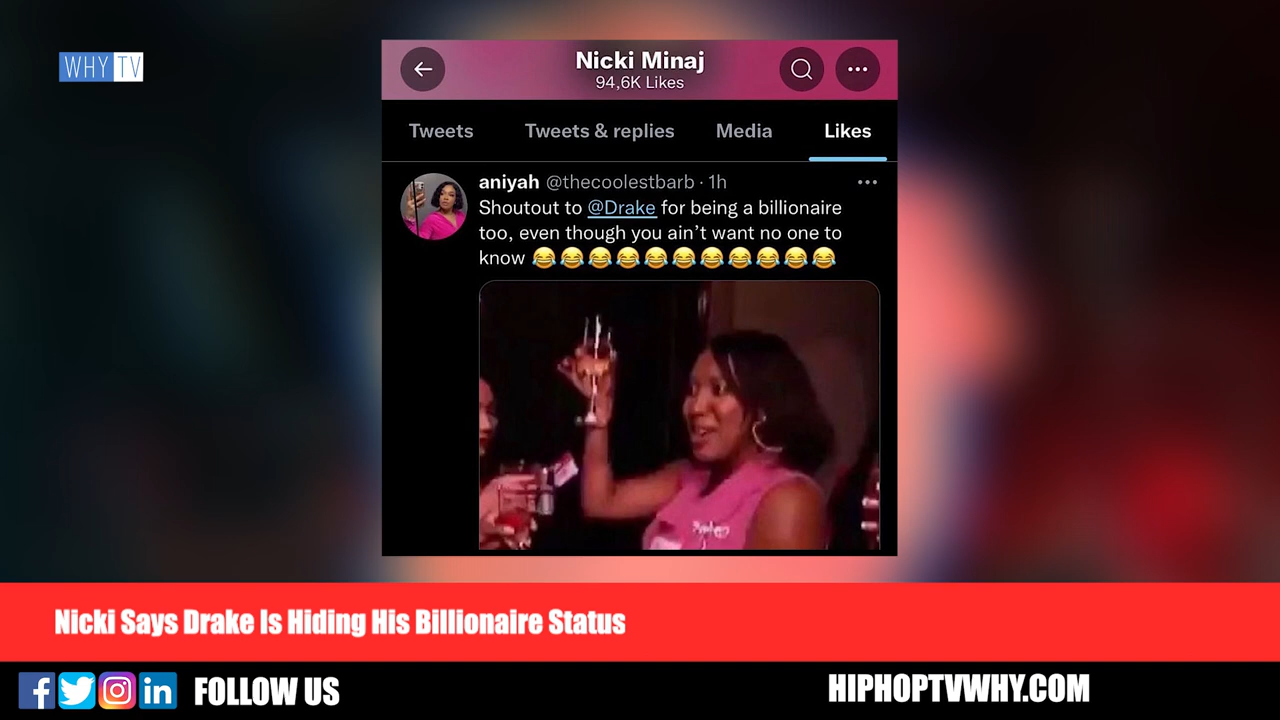 WHY TV
Nicki Minaj
94,6K Likes
Tweets Tweets & replies Media Likes
aniyah @thecoolestbarb · 1h
Shoutout to @Drake for being a billionaire
too, even though you ain't want no one to
know 😂😂😂😂😂😂😂😂😂😂😂
Nicki Says Drake Is Hiding His Billionaire Status
FOLLOW US
HIPHOPTVWHY.COM